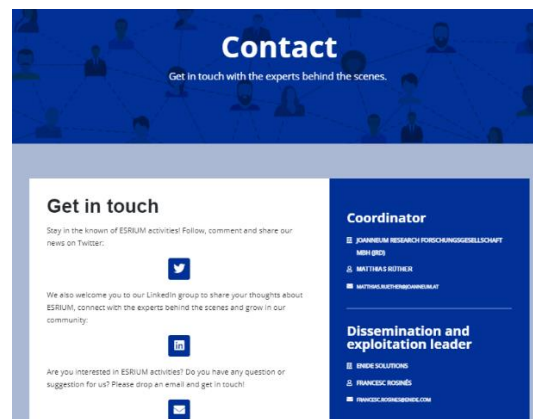 Contact
Get in touch with the experts behind the scenes.
Get in touch
Stay in the known of ESRIUM activities! Follow, comment and share our
news on Twitter:
We also welcome you to our LinkedIn group to share your thoughts about
ESRIUM, connect with the experts behind the scenes and grow in our
community:
Are you interested in ESRIUM activities? Do you have any question or
suggestion for us? Please drop an email and get in touch!
Coordinator
JOANNEUM RESEARCH FORSCHUNGSGESELLSCHAFT
MBH (JRD)
MATTHIAS RÜTHER
MATTHIAS.RUETHER@JOANNEUM.AT
Dissemination and
exploitation leader
ENIDE SOLUTIONS
FRANCESC ROSINÉS
FRANCESC.ROSINES@ENIDE.COM